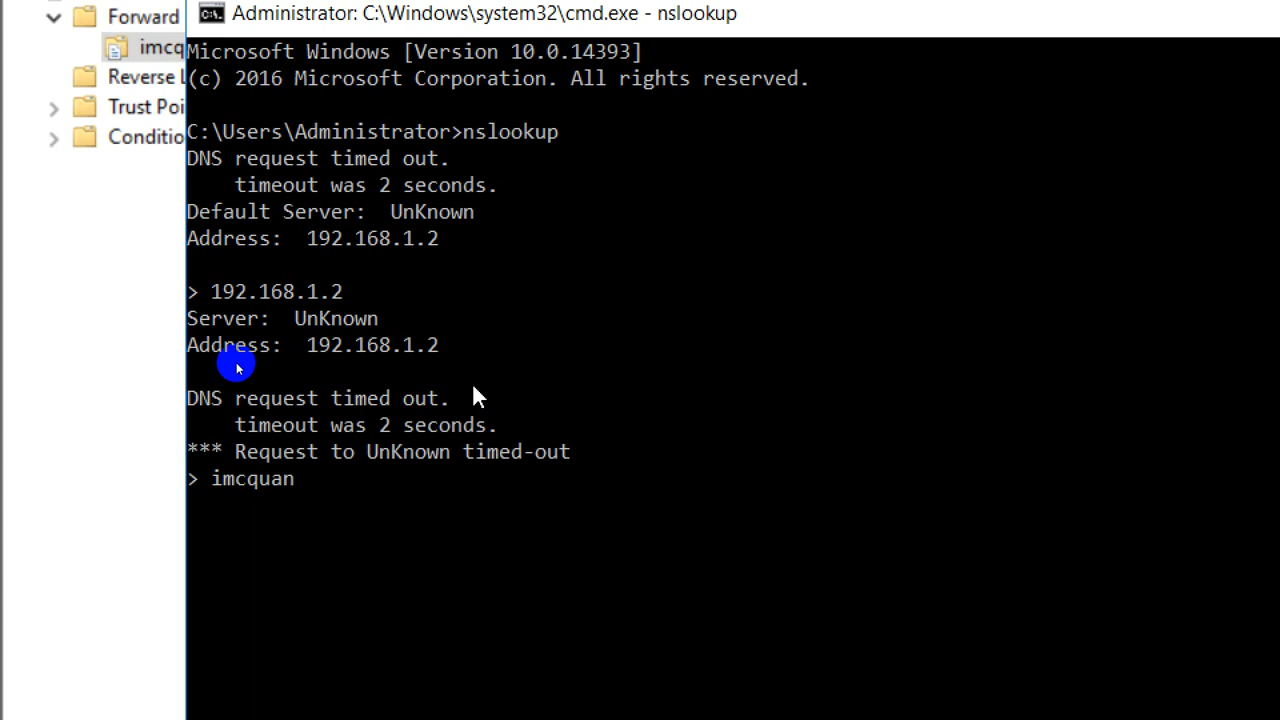 Forward
imcq
Reverse L
Trust Poi
Conditio
Administrator: C:\Windows\system32\cmd.exe - nslookup
Microsoft Windows [Version 10.0.14393]
(c) 2016 Microsoft Corporation. All rights reserved.
C:\Users\Administrator>nslookup
DNS request timed out.
timeout was 2 seconds.
Default Server: UnKnown
Address: 192.168.1.2
> 192.168.1.2
Server: UnKnown
Address: 192.168.1.2
DNS request timed out.
timeout was 2 seconds.
*** Request to UnKnown timed-out
> imcquan